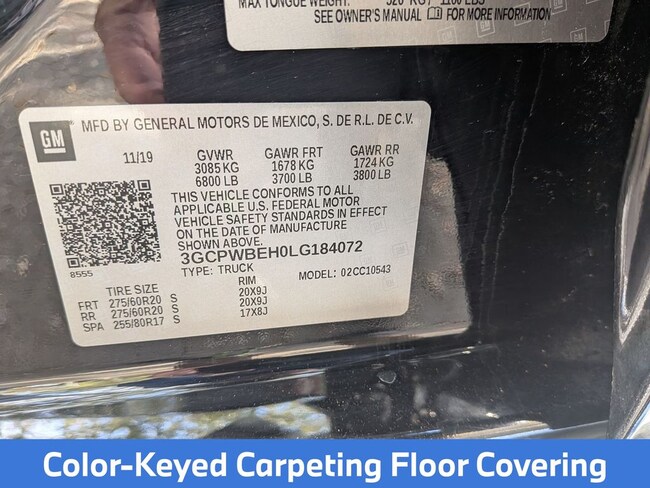 MAX TONGUE WEIGHT: 520 KG / 1100 LBS
SEE OWNER'S MANUAL FOR MORE INFORMATION
GM
MFD BY GENERAL MOTORS DE MEXICO, S. DE R.L. DE C.V.
11/19 GVWR GAWR FRT GAWR RR
3085 KG 1678 KG 1724 KG
6800 LB 3700 LB 3800 LB
THIS VEHICLE CONFORMS TO ALL
APPLICABLE U.S. FEDERAL MOTOR
VEHICLE SAFETY STANDARDS IN EFFECT
ON THE DATE OF MANUFACTURE
SHOWN ABOVE.
8555
3GCPWBEH0LG184072
TYPE: TRUCK MODEL: 02CC10543
TIRE SIZE RIM
FRT 275/60R20 S 20X9J
RR 275/60R20 S 20X9J
SPA 255/80R17 S 17X8J
Color-Keyed Carpeting Floor Covering